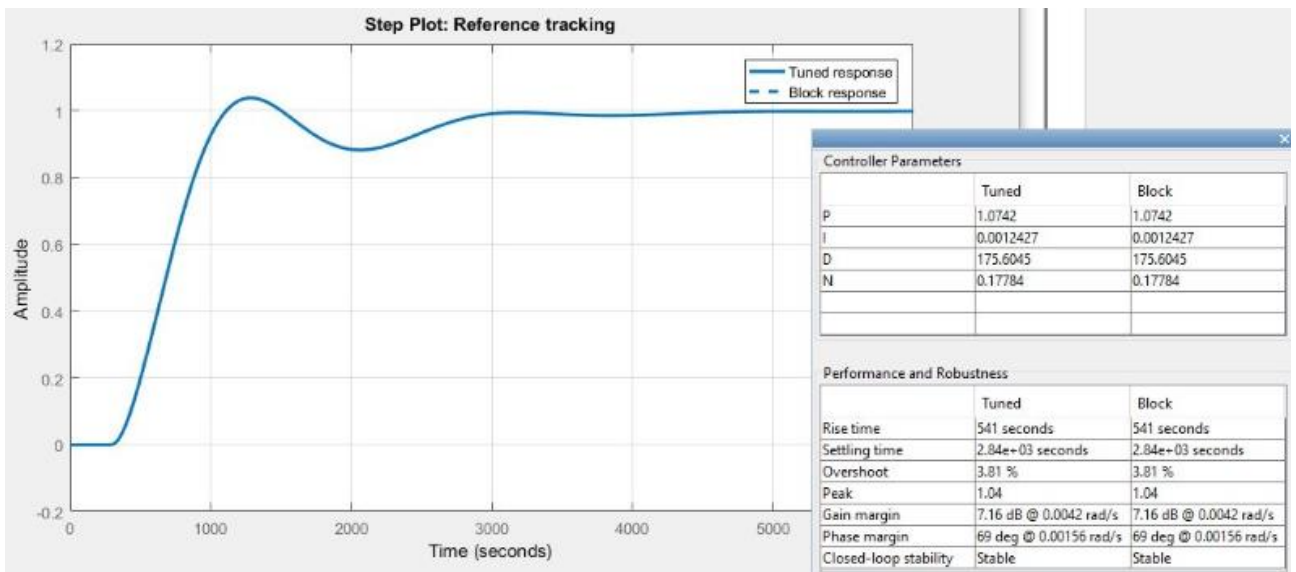 Step Plot: Reference tracking
1.2
1
0.8
0.6
0.4
0.2
0
-0.2
Amplitude
0 1000 2000 3000 4000 5000
Time (seconds)
Tuned response
Block response
Controller Parameters
Tuned Block
P 1.0742 1.0742
I 0.0012427 0.0012427
D 175.6045 175.6045
N 0.17784 0.17784
Performance and Robustness
Tuned Block
Rise time 541 seconds 541 seconds
Settling time 2.84e+03 seconds 2.84e+03 seconds
Overshoot 3.81 % 3.81 %
Peak 1.04 1.04
Gain margin 7.16 dB @ 0.0042 rad/s 7.16 dB @ 0.0042 rad/s
Phase margin 69 deg @ 0.00156 rad/s 69 deg @ 0.00156 rad/s
Closed-loop stability Stable Stable